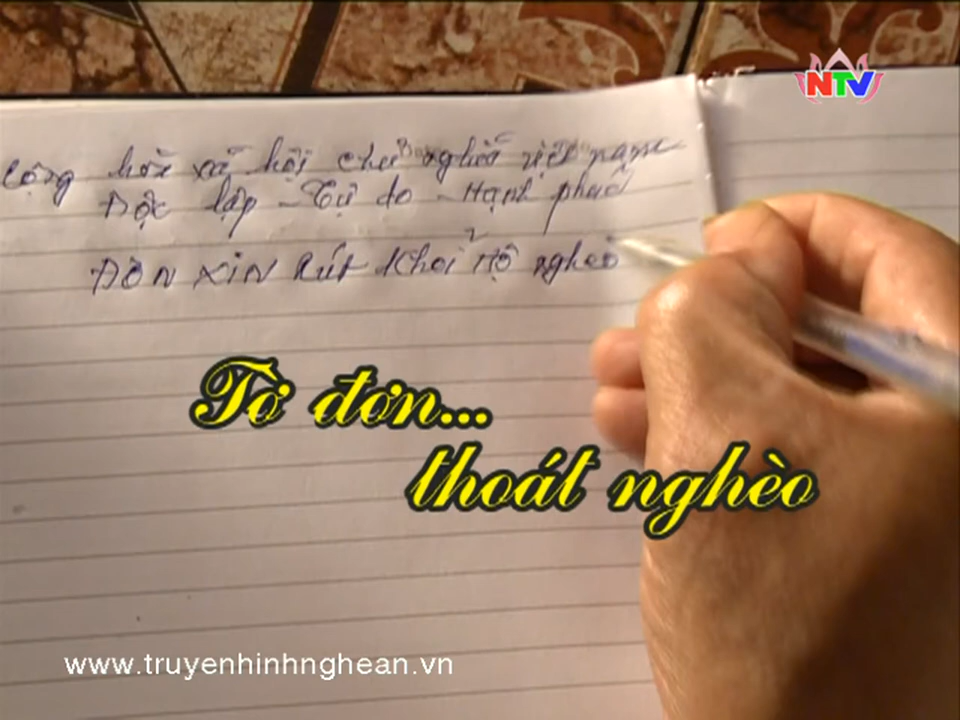 NTV
Cộng hòa xã hội chủ nghĩa việt nam
Độc lập - Tự do - Hạnh phúc
ĐƠN XIN Rút Khỏi Hộ nghèo
Tờ đơn...
thoát nghèo
www.truyenhinhnghean.vn